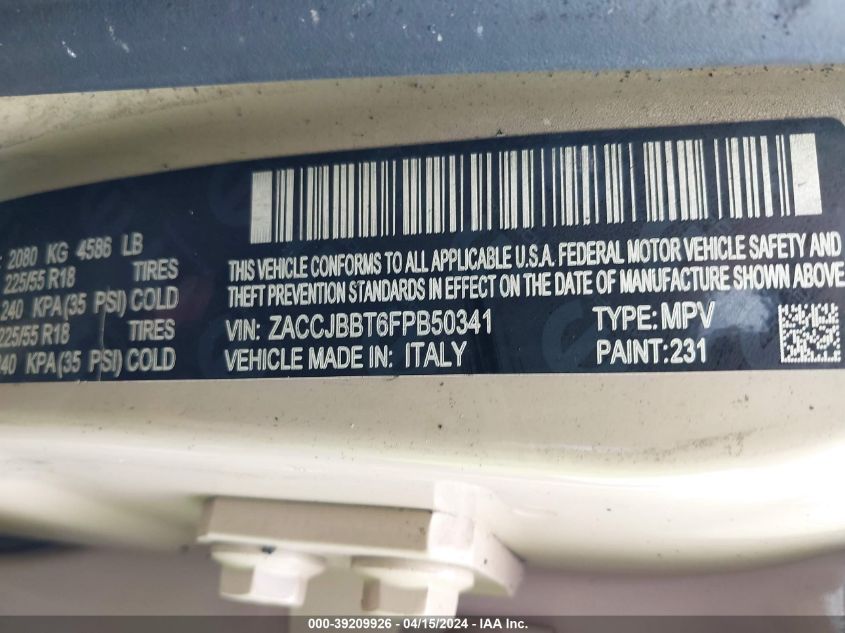 2080 KG 4586 LB
225/55 R18 TIRES
240 KPA(35 PSI) COLD
225/55 R18 TIRES
240 KPA(35 PSI) COLD
THIS VEHICLE CONFORMS TO ALL APPLICABLE U.S.A. FEDERAL MOTOR VEHICLE SAFETY AND
THEFT PREVENTION STANDARDS IN EFFECT ON THE DATE OF MANUFACTURE SHOWN ABOVE
VIN: ZACCJBBT6FPB50341 TYPE: MPV
VEHICLE MADE IN: ITALY PAINT:231
000-39209926 - 04/15/2024 - IAA Inc.